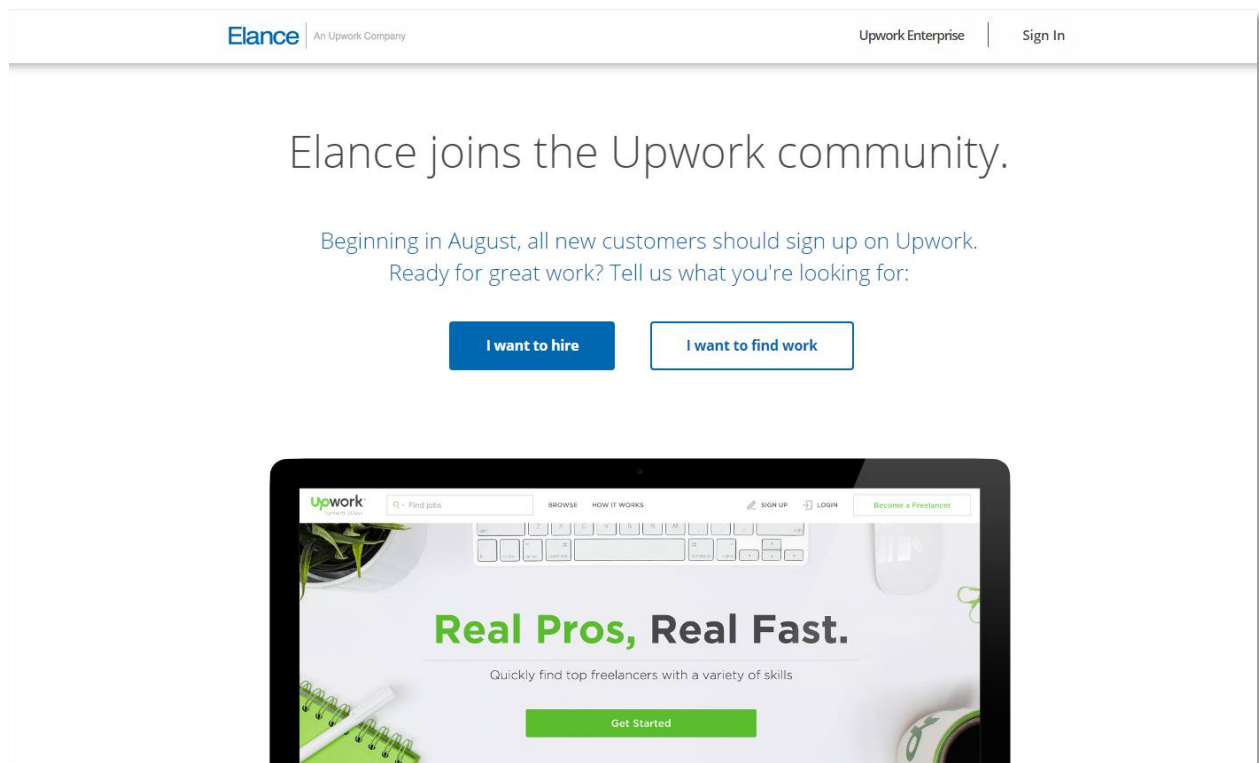 Elance An Upwork Company
Upwork Enterprise
Sign In
Elance joins the Upwork community.
Beginning in August, all new customers should sign up on Upwork.
Ready for great work? Tell us what you're looking for:
I want to hire
I want to find work
Upwork
Find Jobs
BROWSE
HOW IT WORKS
SIGN UP
LOGIN
Become a Freelancer
Z X C V B N M
Real Pros, Real Fast.
Quickly find top freelancers with a variety of skills
Get Started